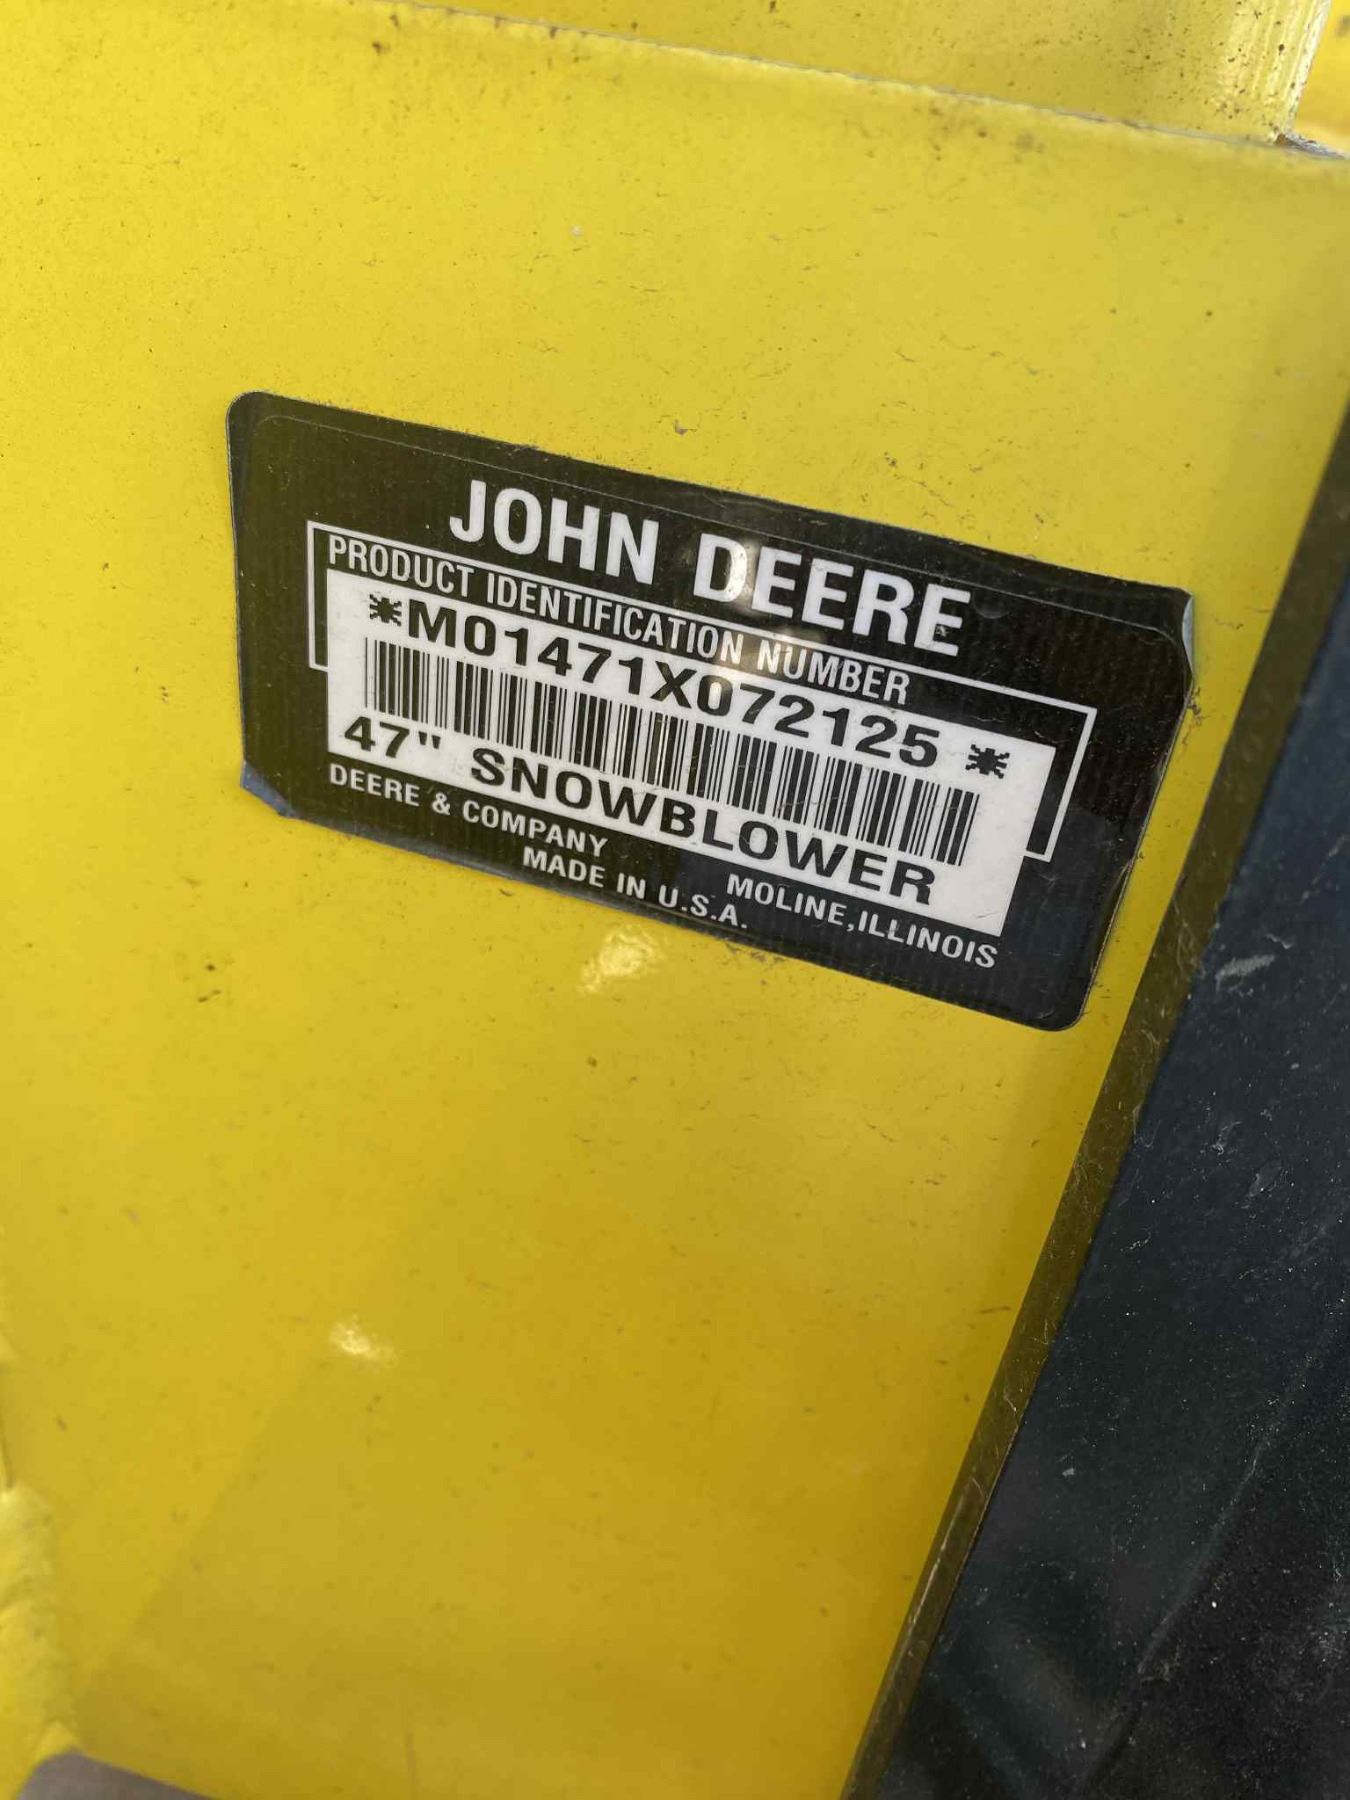 JOHN DEERE
PRODUCT IDENTIFICATION NUMBER
*M01471X072125*
47" SNOWBLOWER
DEERE & COMPANY MOLINE, ILLINOIS
MADE IN U.S.A.